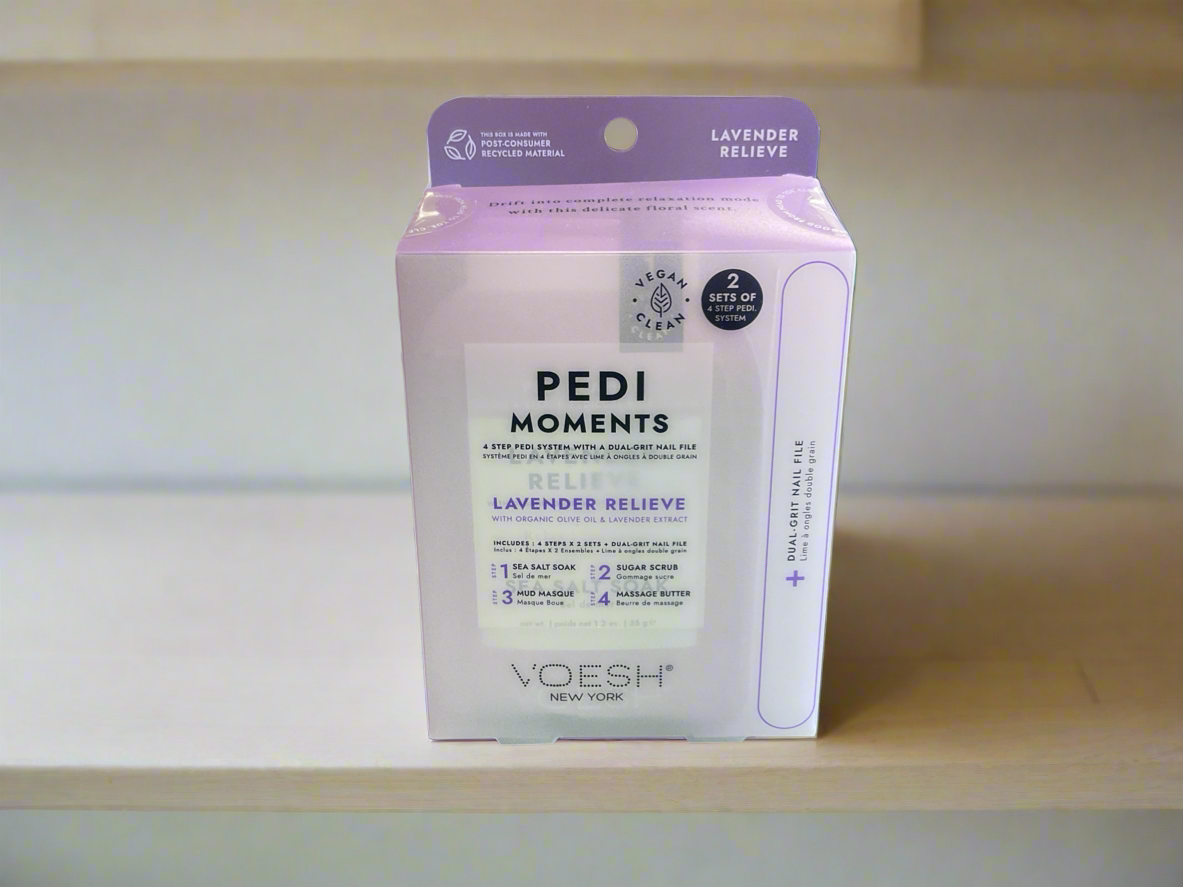 THIS BOX IS MADE WITH
POST-CONSUMER
RECYCLED MATERIAL
LAVENDER
RELIEVE
Drift into complete relaxation mode
with this delicate floral scent.
VEGAN
CLEAN
CLEAN
2
SETS OF
4 STEP PEDI.
SYSTEM
PEDI
MOMENTS
4 STEP PEDI SYSTEM WITH A DUAL-GRIT NAIL FILE
SYSTÈME PEDI EN 4 ÉTAPES AVEC LIME À ONGLES À DOUBLE GRAIN
RELIEVE
LAVENDER RELIEVE
WITH ORGANIC OLIVE OIL & LAVENDER EXTRACT
INCLUDES : 4 STEPS X 2 SETS + DUAL-GRIT NAIL FILE
Inclus : 4 Étapes X 2 Ensembles + Lime à ongles double grain
STEP 1 SEA SALT SOAK
Sel de mer
STEP 2 SUGAR SCRUB
Gommage sucre
SEA SALT SOAK
STEP 3 MUD MASQUE
Masque Boue
STEP 4 MASSAGE BUTTER
Beurre de massage
VOESH®
NEW YORK
+ DUAL-GRIT NAIL FILE
Lime à ongles double grain